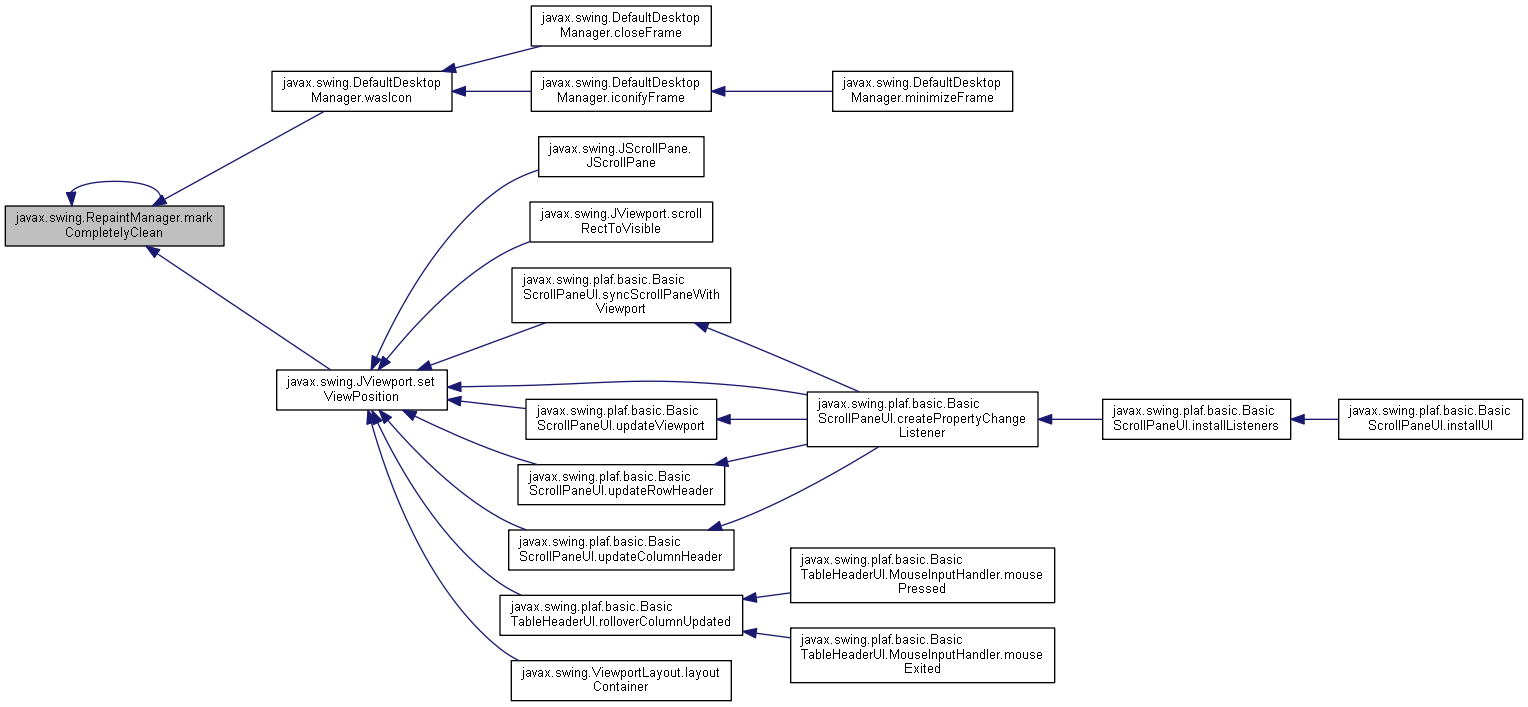 javax.swing.DefaultDesktop
Manager.closeFrame
javax.swing.DefaultDesktop
Manager.wasIcon
javax.swing.DefaultDesktop
Manager.iconifyFrame
javax.swing.DefaultDesktop
Manager.minimizeFrame
javax.swing.JScrollPane.
JScrollPane
javax.swing.RepaintManager.mark
CompletelyClean
javax.swing.JViewport.scroll
RectToVisible
javax.swing.plaf.basic.Basic
ScrollPaneUI.syncScrollPaneWith
Viewport
javax.swing.JViewport.set
ViewPosition
javax.swing.plaf.basic.Basic
ScrollPaneUI.updateViewport
javax.swing.plaf.basic.Basic
ScrollPaneUI.createPropertyChange
Listener
javax.swing.plaf.basic.Basic
ScrollPaneUI.installListeners
javax.swing.plaf.basic.Basic
ScrollPaneUI.installUI
javax.swing.plaf.basic.Basic
ScrollPaneUI.updateRowHeader
javax.swing.plaf.basic.Basic
ScrollPaneUI.updateColumnHeader
javax.swing.plaf.basic.Basic
TableHeaderUI.MouseInputHandler.mouse
Pressed
javax.swing.plaf.basic.Basic
TableHeaderUI.rolloverColumnUpdated
javax.swing.plaf.basic.Basic
TableHeaderUI.MouseInputHandler.mouse
Exited
javax.swing.ViewportLayout.layout
Container